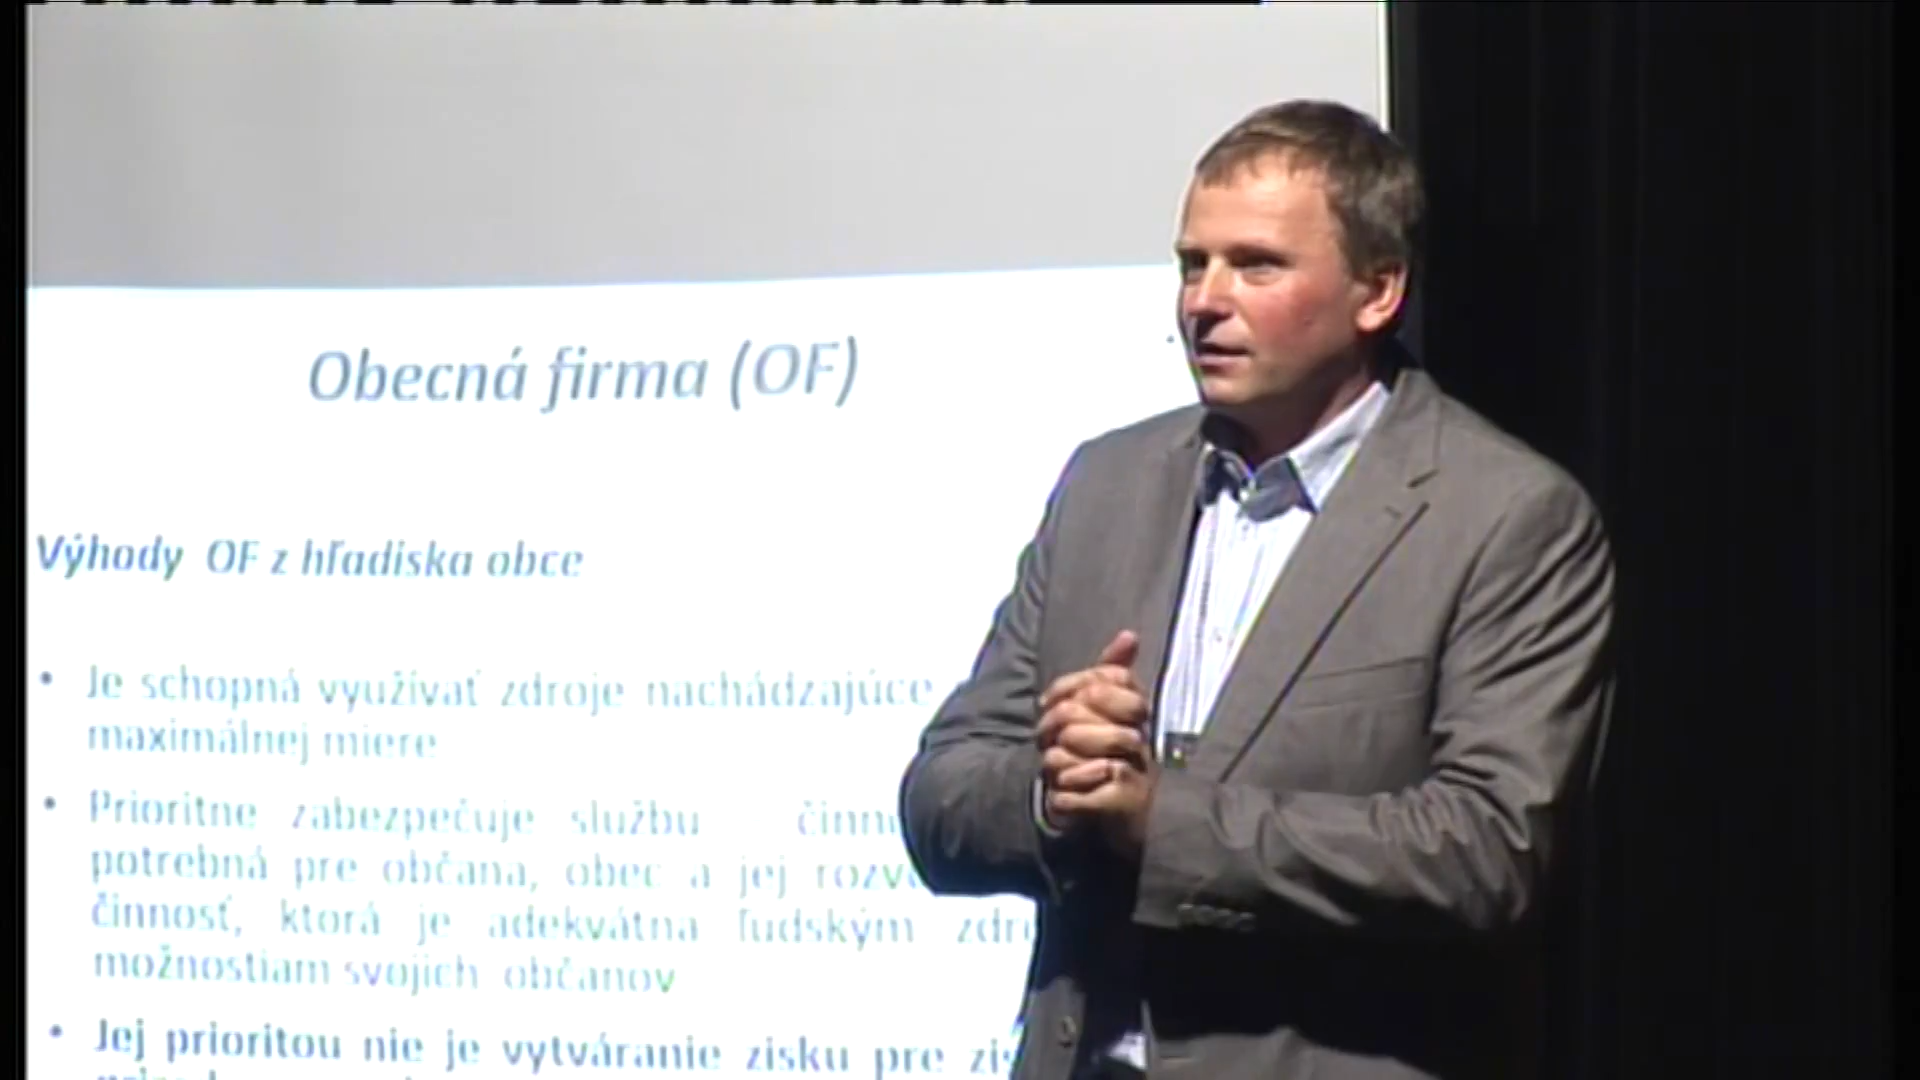 Obecná firma (OF)
Výhody OF z hľadiska obce
• Je schopná využívať zdroje nachádzajúce
maximálnej miere
• Prioritne zabezpečuje službu
potrebná pre občana, obec a jej
činnosť, ktorá je adekvátna ľudským
možnostiam svojich občanov
• Jej prioritou nie je vytváranie zisku pre